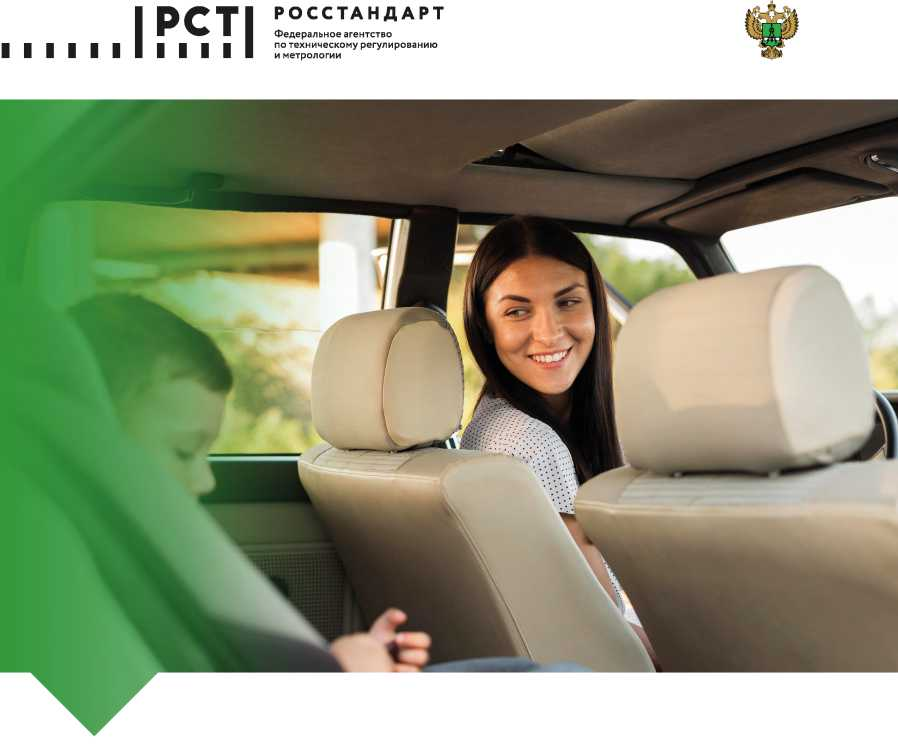 РСТ
РОССТАНДАРТ
Федеральное агентство
по техническому регулированию
и метрологии